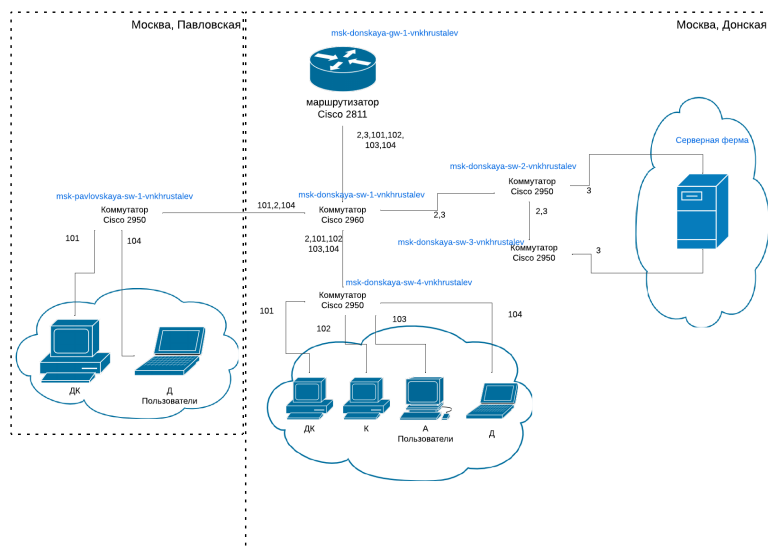 Москва, Павловская
Москва, Донская
msk-donskaya-gw-1-vnkhrustalev
маршрутизатор
Cisco 2811
2,3,101,102,
103,104
Серверная ферма
msk-donskaya-sw-2-vnkhrustalev
Коммутатор
Cisco 2950
3
msk-pavlovskaya-sw-1-vnkhrustalev
Коммутатор
Cisco 2950
101,2,104
msk-donskaya-sw-1-vnkhrustalev
Коммутатор
Cisco 2960
2,3
2,3
101
104
2,101,102
103,104
msk-donskaya-sw-3-vnkhrustalev
Коммутатор
Cisco 2950
3
msk-donskaya-sw-4-vnkhrustalev
Коммутатор
Cisco 2950
101
102
103
104
ДК
Д
Пользователи
ДК
К
А
Д
Пользователи